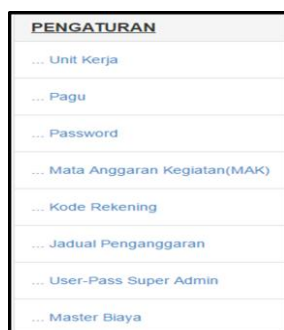 PENGATURAN
... Unit Kerja
... Pagu
... Password
... Mata Anggaran Kegiatan(MAK)
... Kode Rekening
... Jadual Penganggaran
... User-Pass Super Admin
... Master Biaya